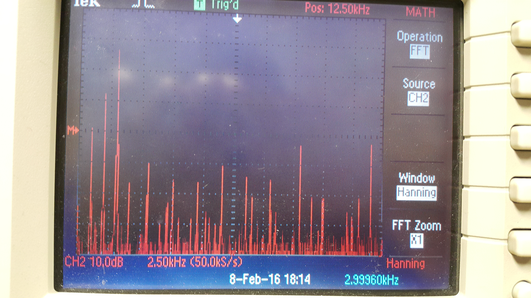 Tek Trig'd Pos: 12.50kHz MATH
Operation
FFT
Source
CH2
M
Window
Hanning
FFT Zoom
X1
CH2 10.0dB 2.50kHz (50.0kS/s) Hanning
8-Feb-16 18:14 2.99960kHz